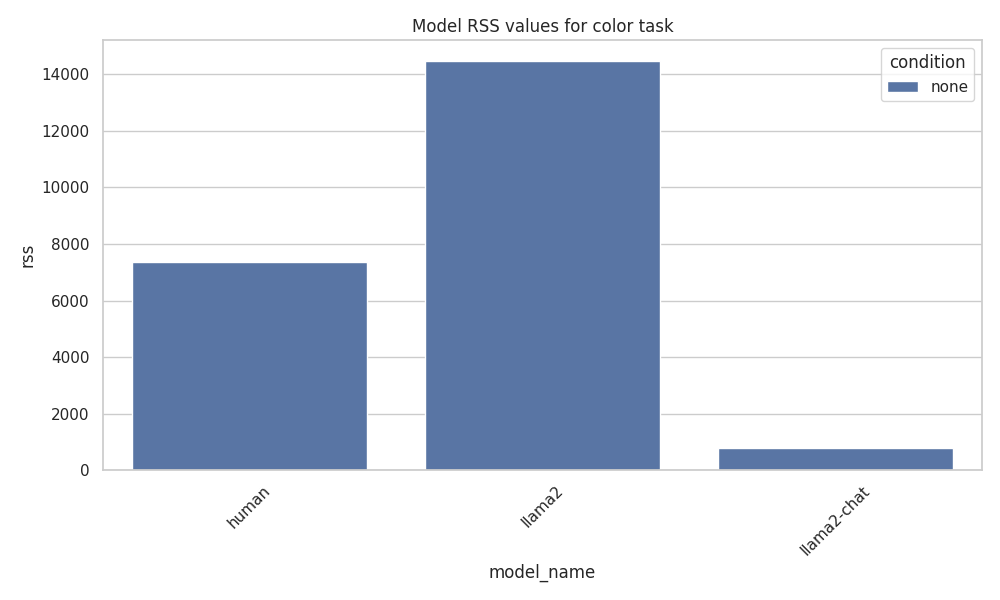 Model RSS values for color task
condition
none
14000
12000
10000
8000
6000
4000
2000
0
rss
human
llama2
llama2-chat
model_name